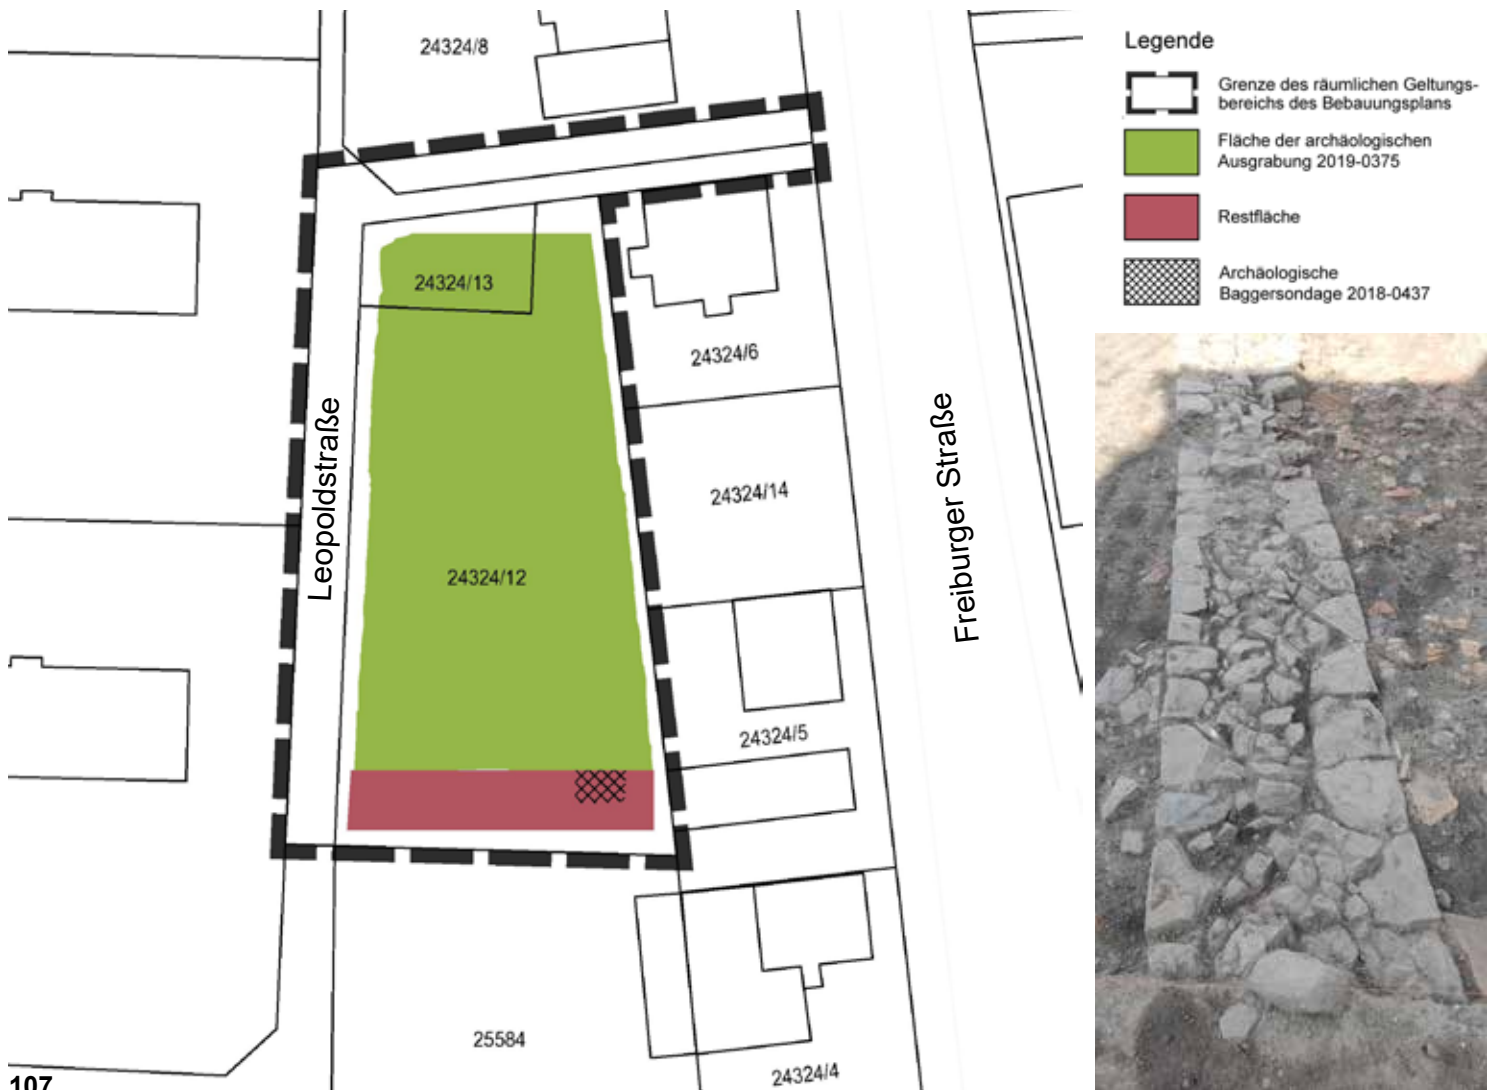 24324/8
24324/13
24324/6
24324/14
24324/12
24324/5
25584
24324/4
Leopoldstraße
Freiburger Straße
107
Legende
Grenze des räumlichen Geltungs-
bereichs des Bebauungsplans
Fläche der archäologischen
Ausgrabung 2019-0375
Restfläche
Archäologische
Baggersondage 2018-0437